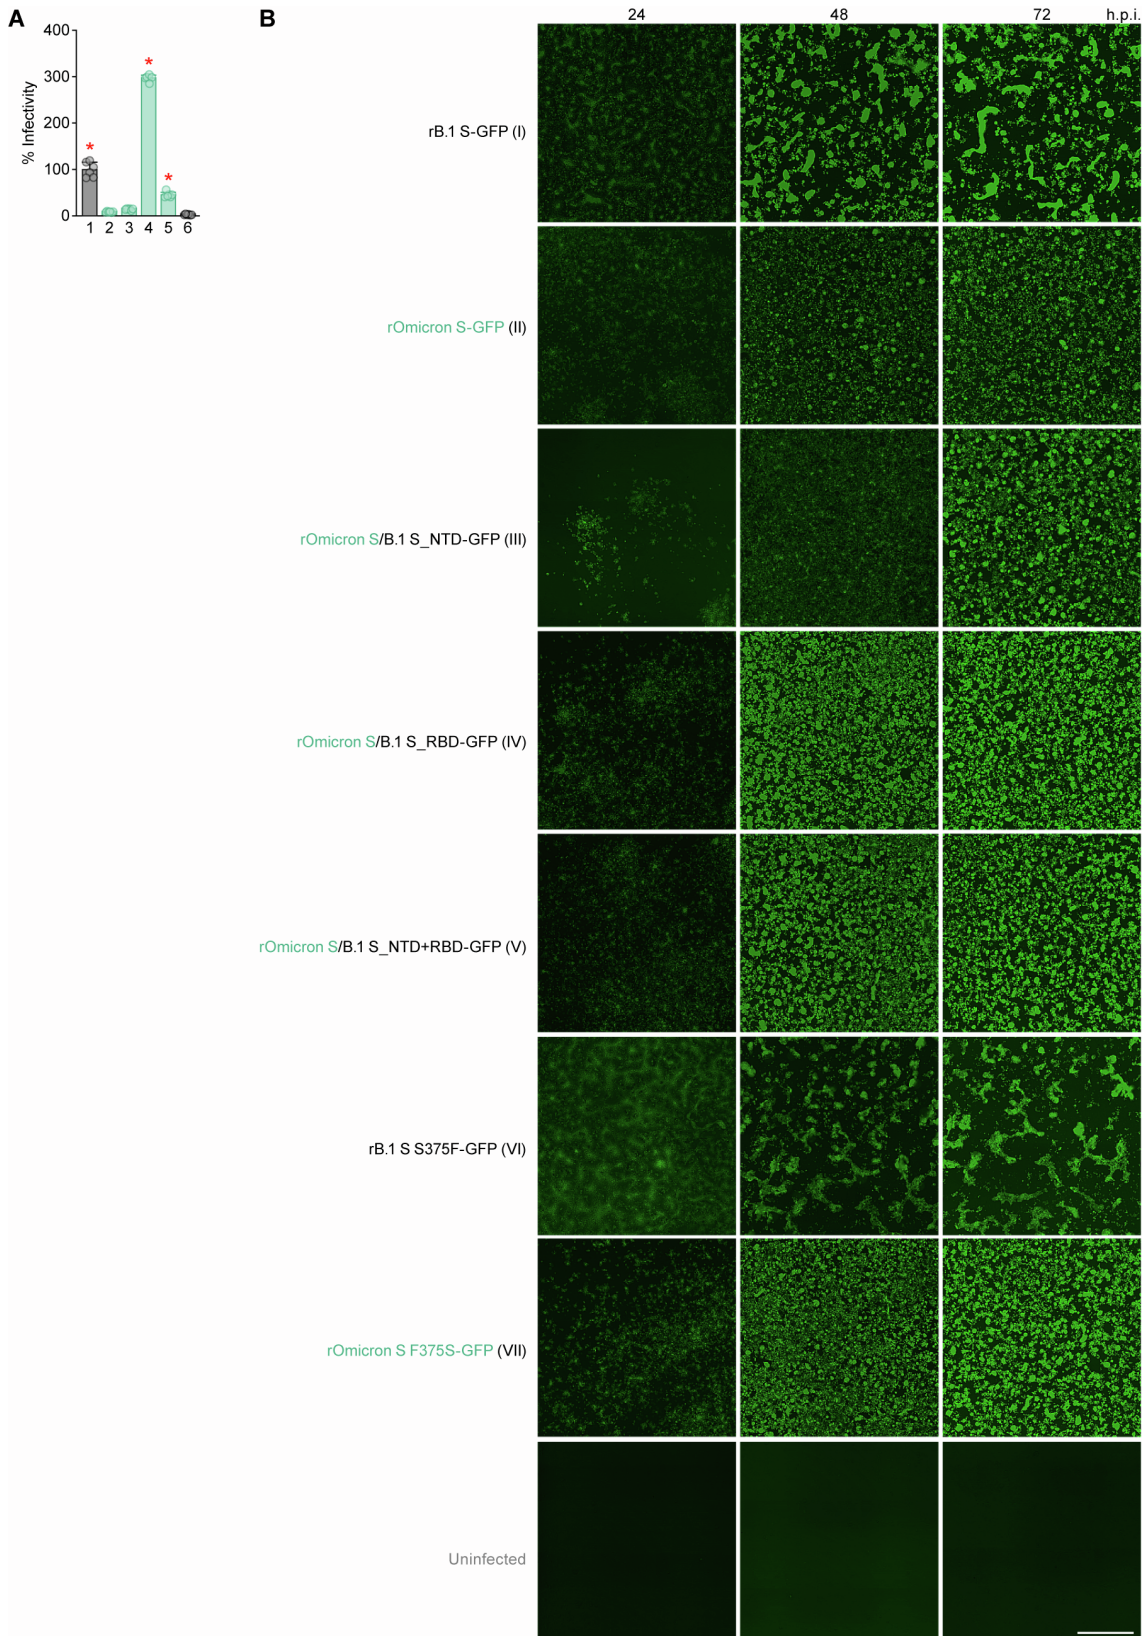 A
B
24
48
72
h.p.i.
400
300
200
100
0
% Infectivity
*
*
*
1
2
3
4
5
6
rB.1 S-GFP (I)
rOmicron S-GFP (II)
rOmicron S/B.1 S_NTD-GFP (III)
rOmicron S/B.1 S_RBD-GFP (IV)
rOmicron S/B.1 S_NTD+RBD-GFP (V)
rB.1 S S375F-GFP (VI)
rOmicron S F375S-GFP (VII)
Uninfected